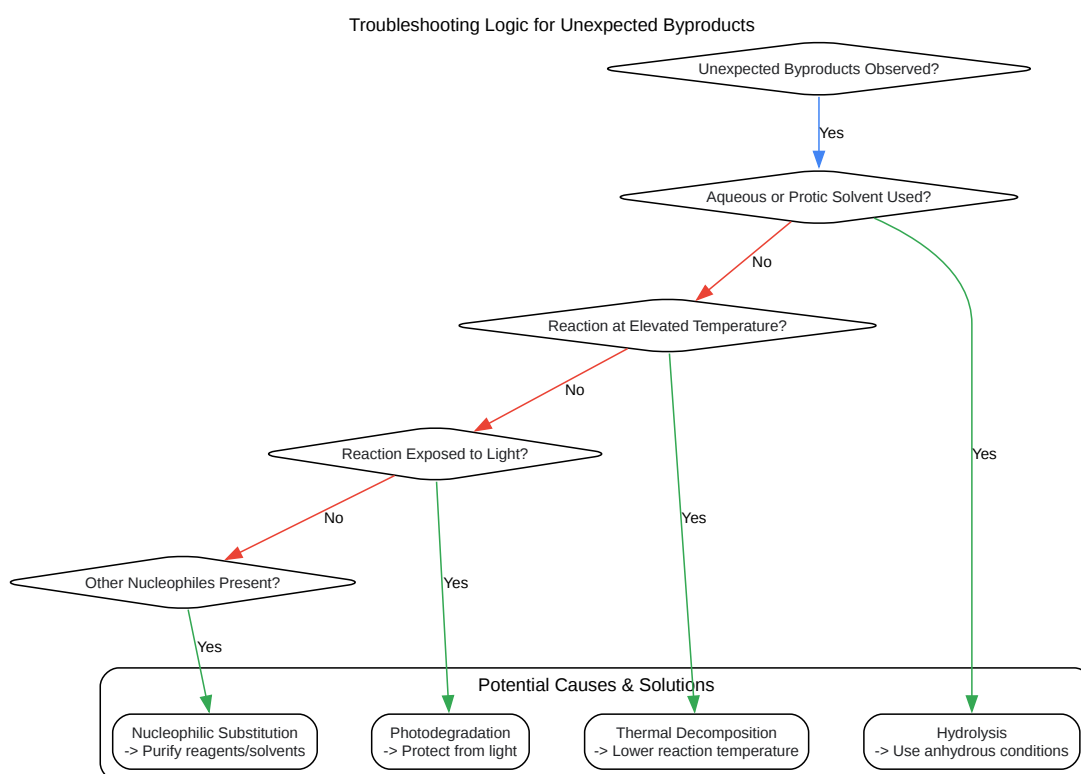 Troubleshooting Logic for Unexpected Byproducts
Unexpected Byproducts Observed?
Yes
Aqueous or Protic Solvent Used?
No
Reaction at Elevated Temperature?
No
Reaction Exposed to Light?
Yes
No
Yes
Other Nucleophiles Present?
Yes
Yes
Potential Causes & Solutions
Nucleophilic Substitution
-> Purify reagents/solvents
Photodegradation
-> Protect from light
Thermal Decomposition
-> Lower reaction temperature
Hydrolysis
-> Use anhydrous conditions